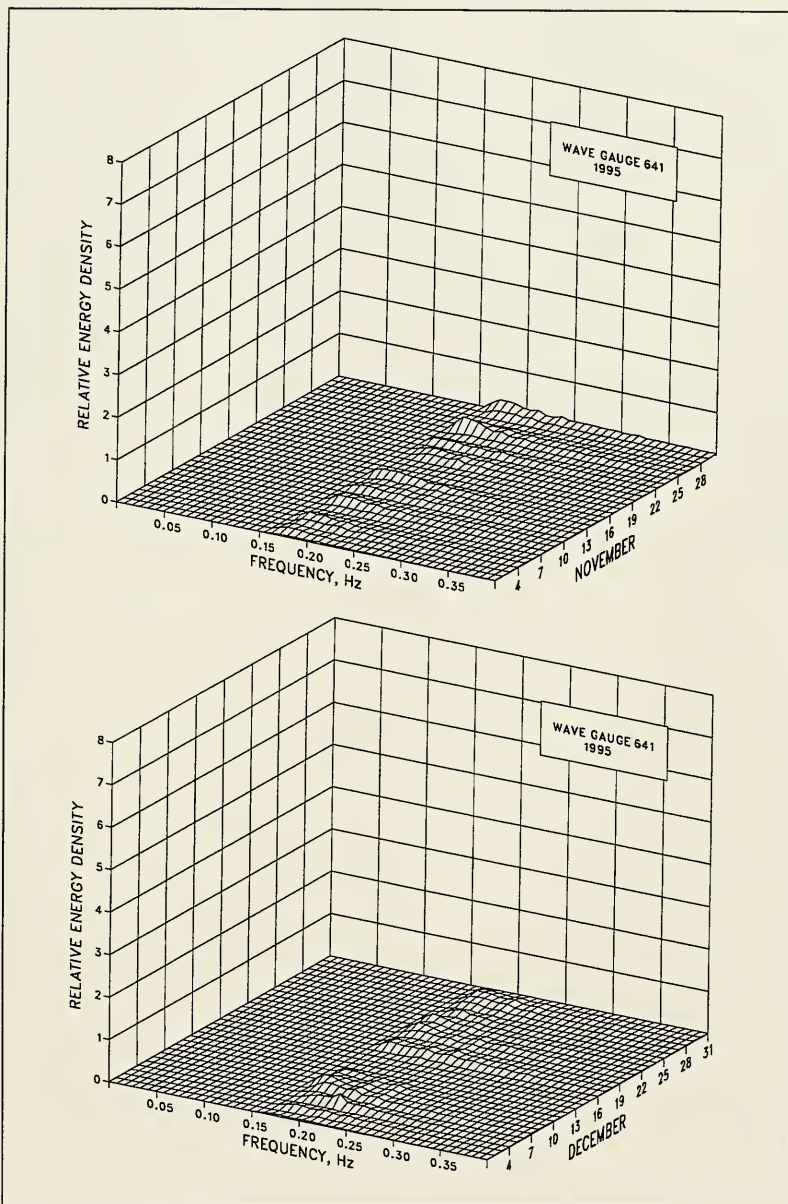 WAVE GAUGE 641
1995
RELATIVE ENERGY DENSITY
8
7
6
5
4
3
2
1
0
0.05 0.10 0.15 0.20 0.25 0.30 0.35
FREQUENCY, Hz
4 7 10 13 16 19 22 25 28
NOVEMBER
WAVE GAUGE 641
1995
RELATIVE ENERGY DENSITY
8
7
6
5
4
3
2
1
0
0.05 0.10 0.15 0.20 0.25 0.30 0.35
FREQUENCY, Hz
4 7 10 13 16 19 22 25 28 31
DECEMBER